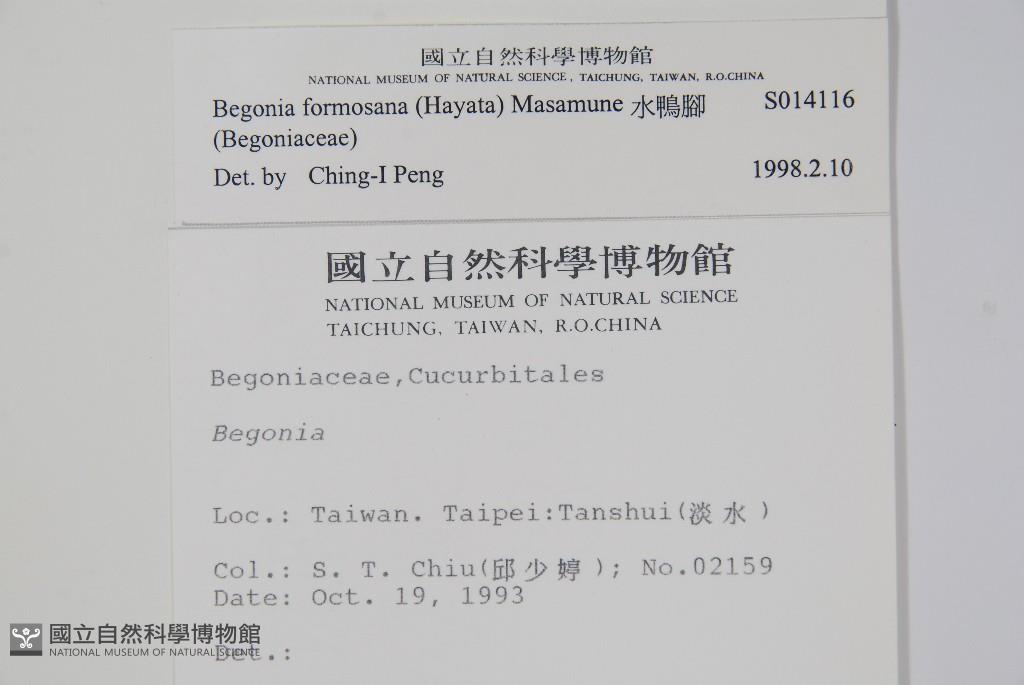 國立自然科學博物館
NATIONAL MUSEUM OF NATURAL SCIENCE, TAICHUNG, TAIWAN, R.O.CHINA
Begonia formosana (Hayata) Masamune 水鴨腳 S014116
(Begoniaceae)
Det. by Ching-I Peng 1998.2.10
國立自然科學博物館
NATIONAL MUSEUM OF NATURAL SCIENCE
TAICHUNG, TAIWAN, R.O.CHINA
Begoniaceae,Cucurbitales
Begonia
Loc.: Taiwan. Taipei:Tanshui(淡水)
Col.: S. T. Chiu(邱少婷); No.02159
Date: Oct. 19, 1993
Det.:
國立自然科學博物館
NATIONAL MUSEUM OF NATURAL SCIENCE